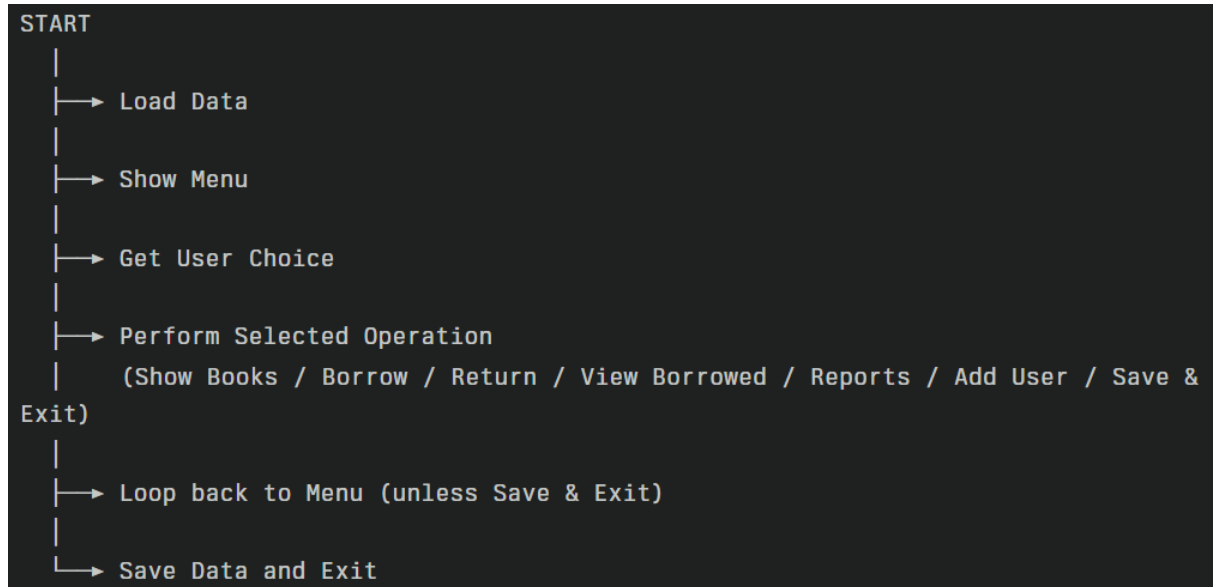 START
│
├──► Load Data
│
├──► Show Menu
│
├──► Get User Choice
│
├──► Perform Selected Operation
│    (Show Books / Borrow / Return / View Borrowed / Reports / Add User / Save &
Exit)
│
├──► Loop back to Menu (unless Save & Exit)
│
└──► Save Data and Exit